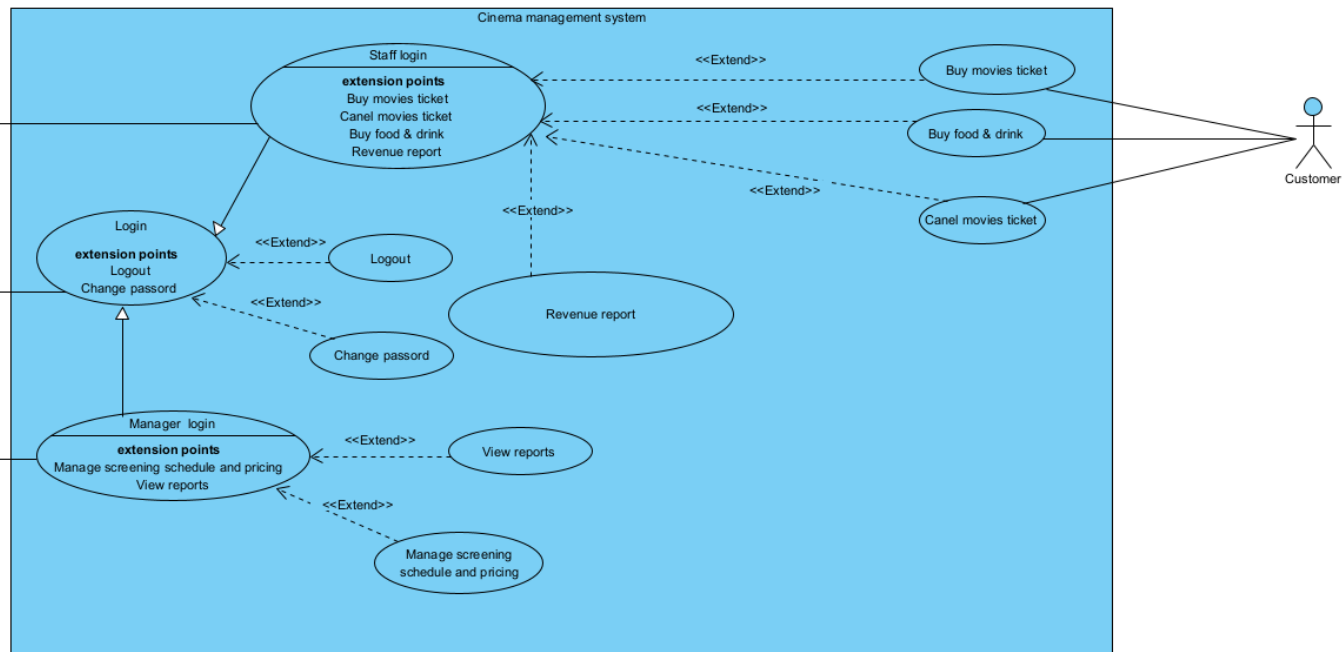 Cinema management system
Staff login
extension points
Buy movies ticket
Canel movies ticket
Buy food & drink
Revenue report
<<Extend>>
Buy movies ticket
<<Extend>>
Buy food & drink
Customer
<<Extend>>
Canel movies ticket
<<Extend>>
Login
extension points
Logout
Change passord
<<Extend>>
Logout
<<Extend>>
Change passord
Revenue report
Manager login
extension points
Manage screening schedule and pricing
View reports
<<Extend>>
View reports
<<Extend>>
Manage screening
schedule and pricing